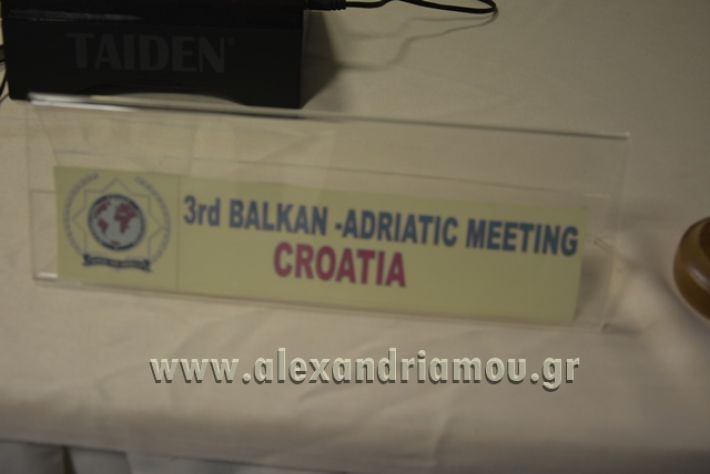 TAIDEN®
3rd BALKAN -ADRIATIC MEETING
CROATIA
www.alexandriamou.gr